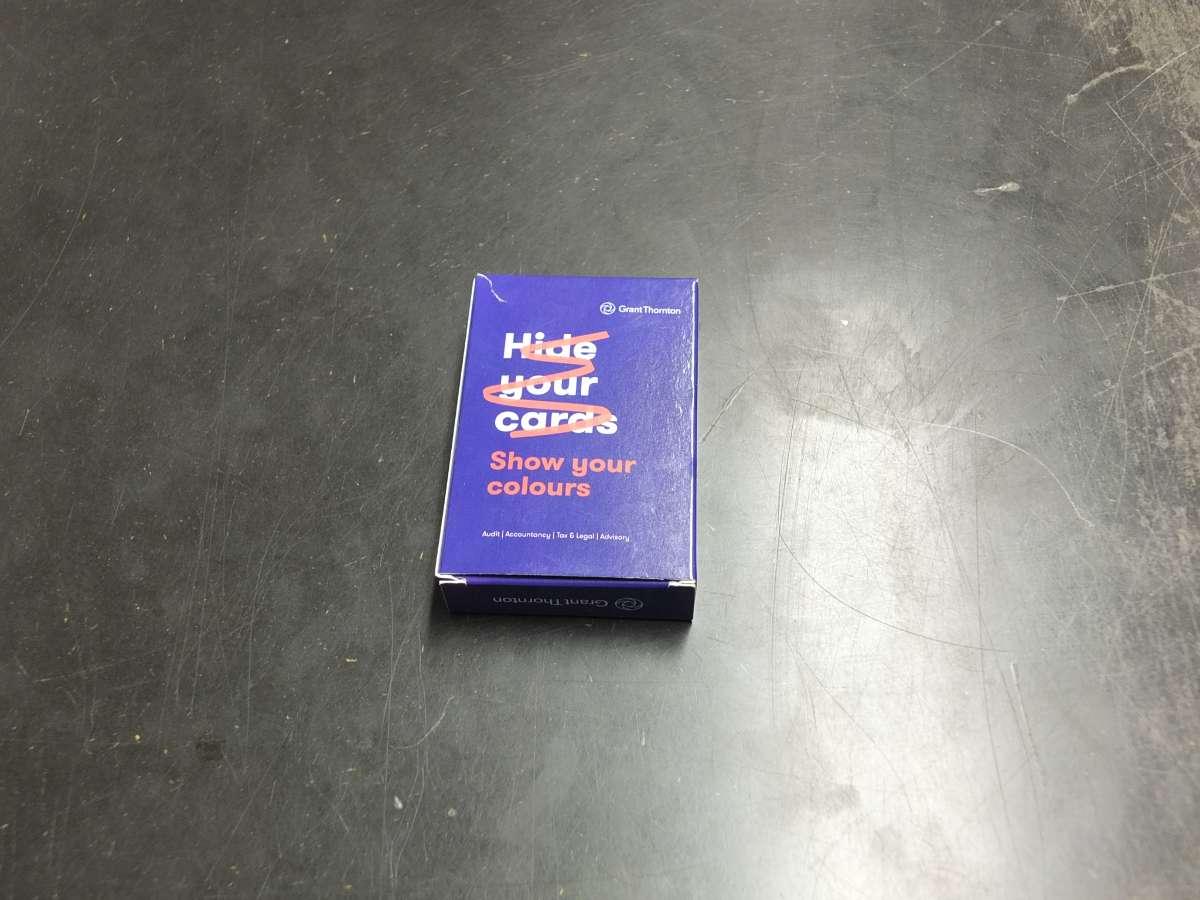 Grant Thornton
Hide
your
cards
Show your
colours
Audit | Accountancy | Tax & Legal | Advisory
Grant Thornton